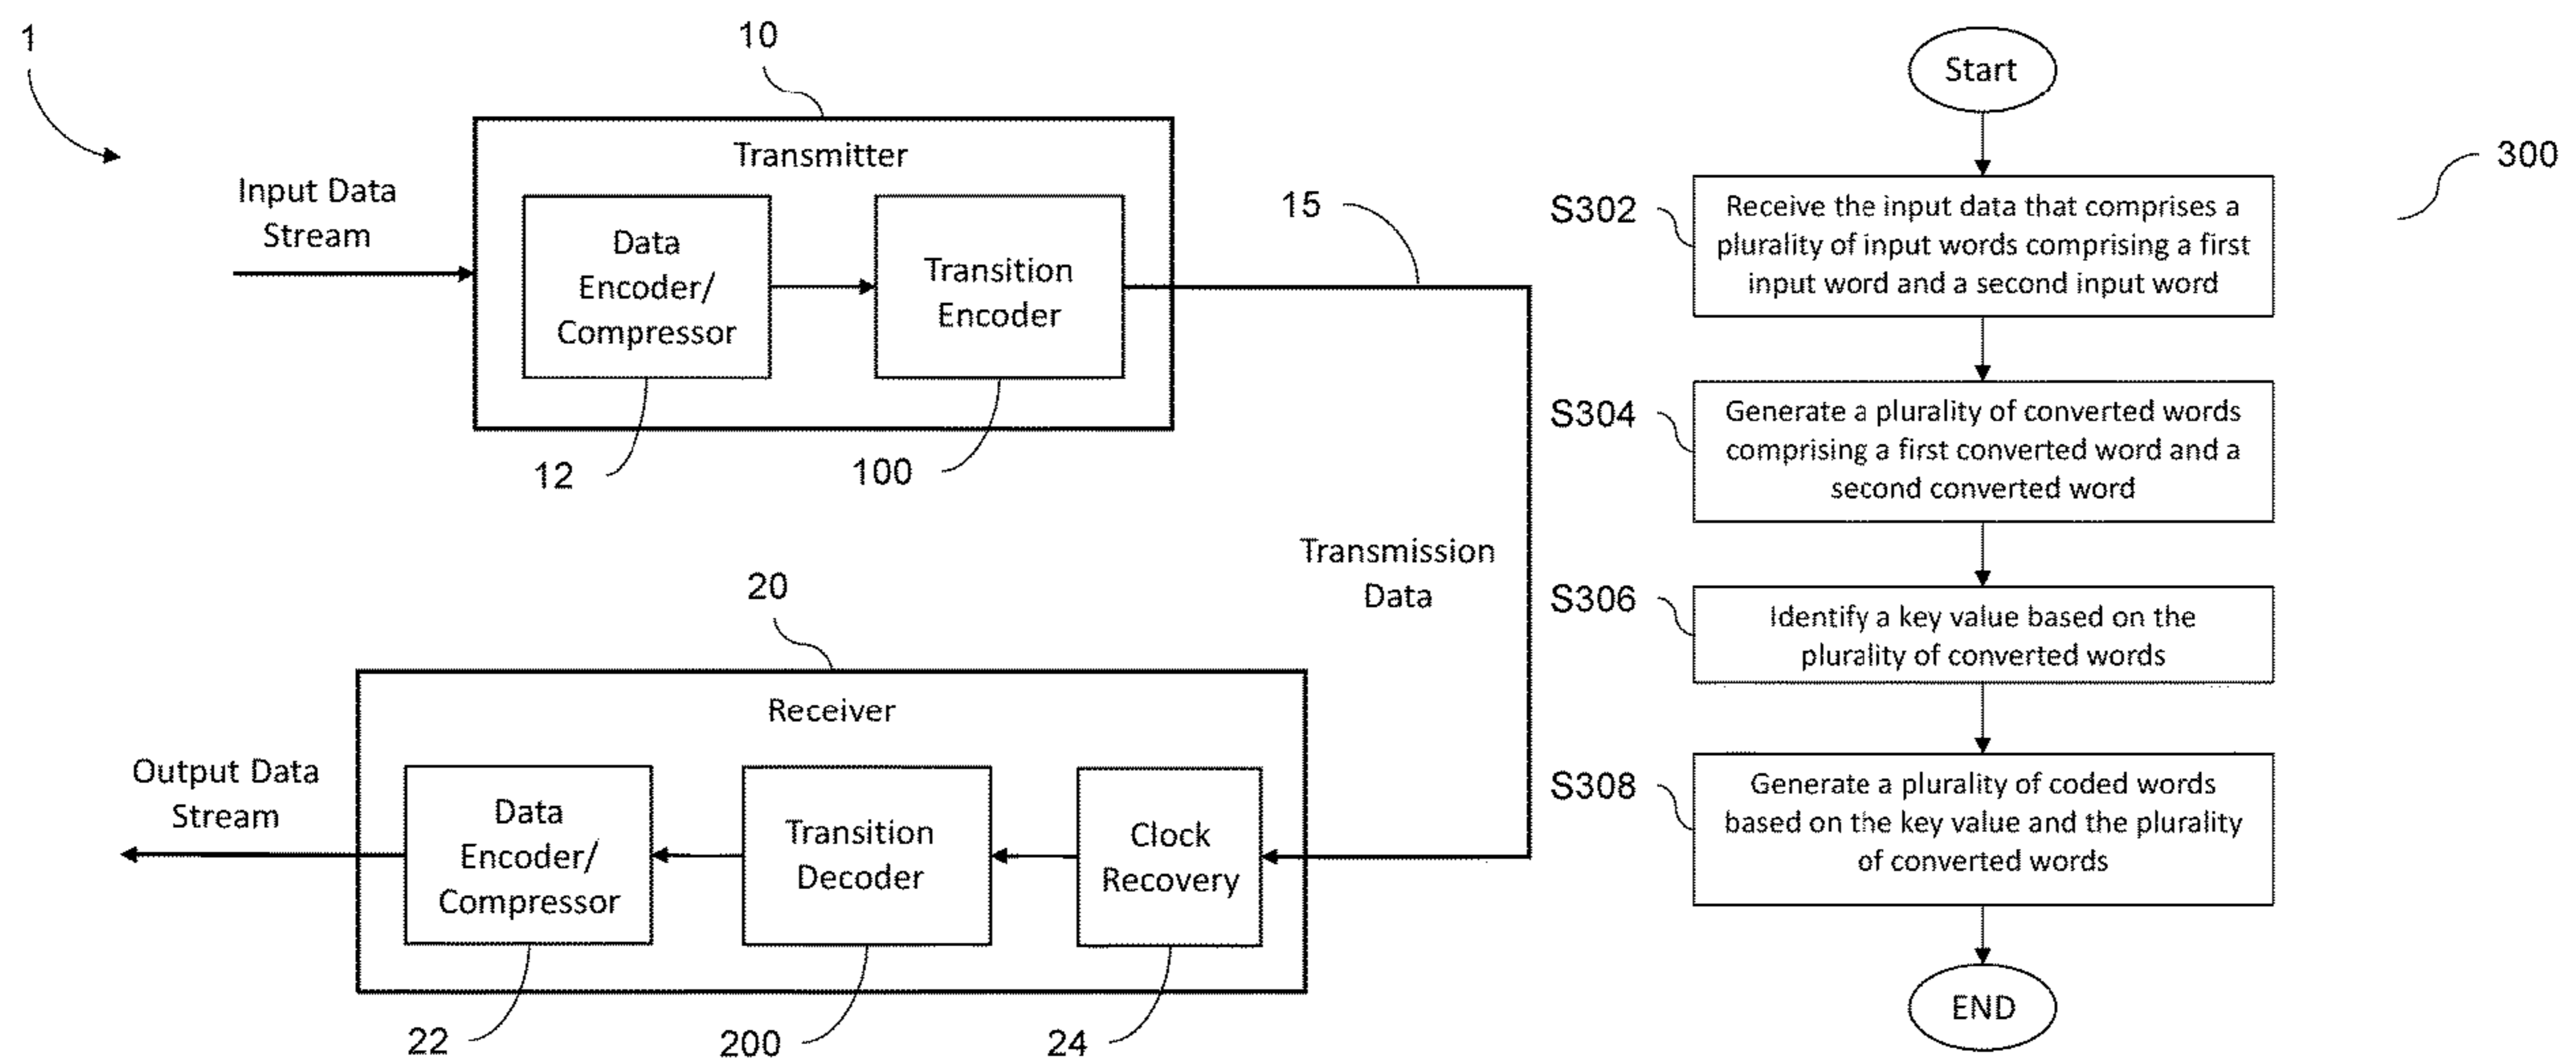 1
10
Transmitter
Input Data
Stream
Data
Encoder/
Compressor
Transition
Encoder
15
12
100
Transmission
Data
20
Receiver
Output Data
Stream
Data
Encoder/
Compressor
Transition
Decoder
Clock
Recovery
22
200
24
Start
300
S302
Receive the input data that comprises a
plurality of input words comprising a first
input word and a second input word
S304
Generate a plurality of converted words
comprising a first converted word and a
second converted word
S306
Identify a key value based on the
plurality of converted words
S308
Generate a plurality of coded words
based on the key value and the plurality
of converted words
END